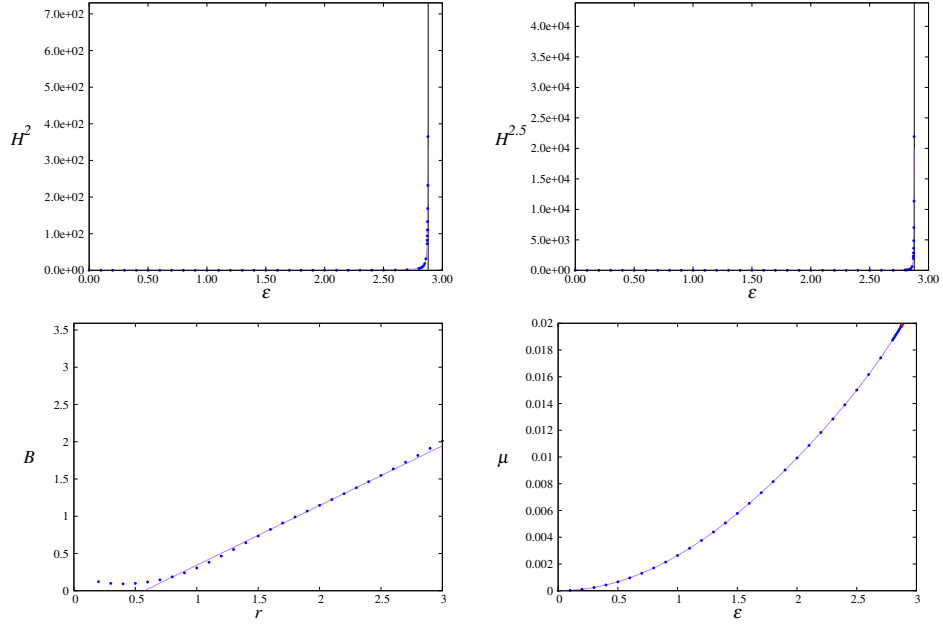 7.0e+02
6.0e+02
5.0e+02
4.0e+02
H^2
3.0e+02
2.0e+02
1.0e+02
0.0e+00
0.00 0.50 1.00 1.50 2.00 2.50 3.00
ε
4.0e+04
3.5e+04
3.0e+04
2.5e+04
H^2.5
2.0e+04
1.5e+04
1.0e+04
5.0e+03
0.0e+00
0.00 0.50 1.00 1.50 2.00 2.50 3.00
ε
3.5
3
2.5
2
B
1.5
1
0.5
0
0 0.5 1 1.5 2 2.5 3
r
0.02
0.018
0.016
0.014
0.012
μ
0.01
0.008
0.006
0.004
0.002
0
0 0.5 1 1.5 2 2.5 3
ε